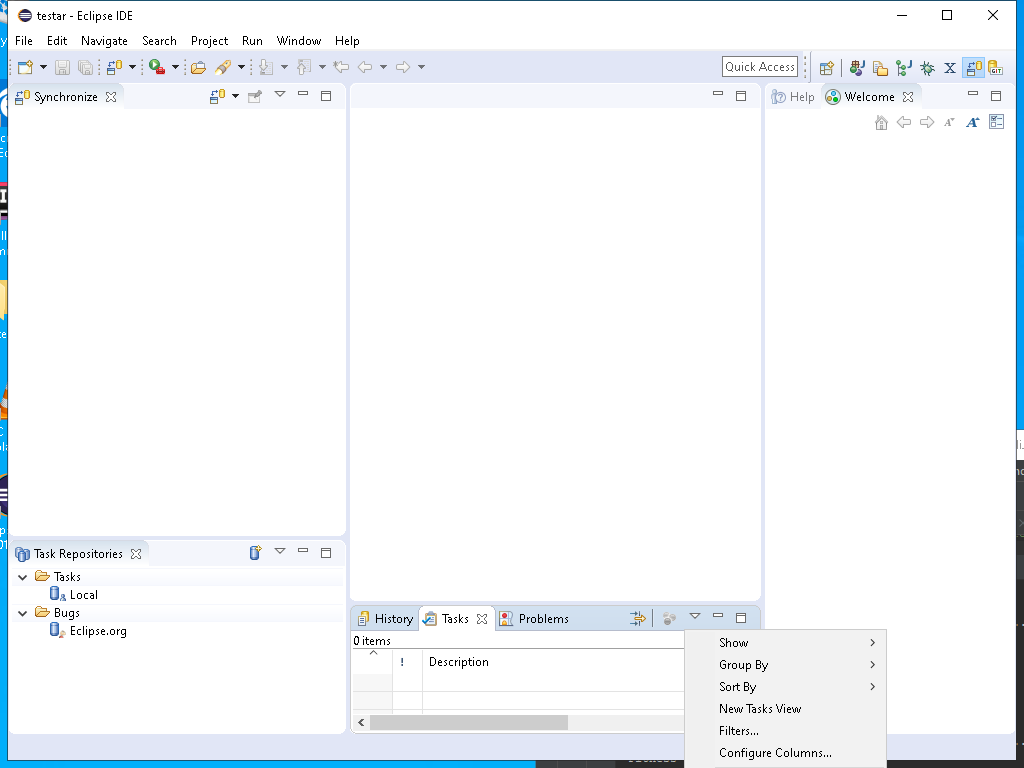 testar - Eclipse IDE
File Edit Navigate Search Project Run Window Help
Quick Access
Synchronize
Help Welcome
Task Repositories
Tasks
Local
Bugs
Eclipse.org
History Tasks Problems
0 items
! Description
Show
Group By
Sort By
New Tasks View
Filters...
Configure Columns...